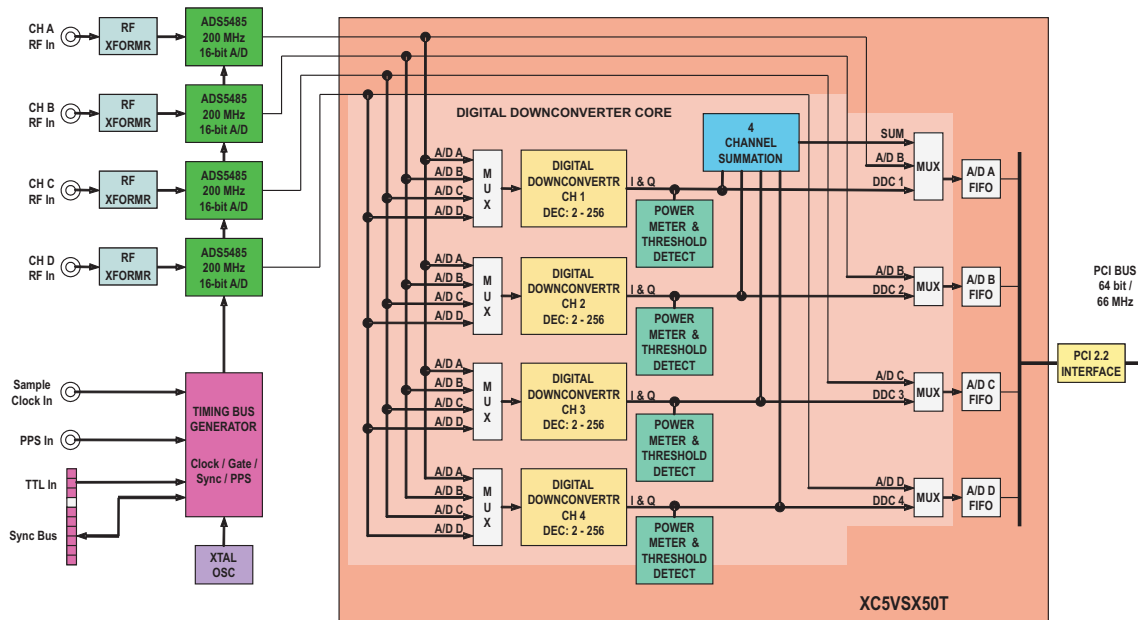 CH A
RF In
RF
XFORMR
ADS5485
200 MHz
16-bit A/D
CH B
RF In
RF
XFORMR
ADS5485
200 MHz
16-bit A/D
CH C
RF In
RF
XFORMR
ADS5485
200 MHz
16-bit A/D
CH D
RF In
RF
XFORMR
ADS5485
200 MHz
16-bit A/D
Sample
Clock In
PPS In
TTL In
Sync Bus
TIMING BUS
GENERATOR
Clock / Gate /
Sync / PPS
XTAL
OSC
DIGITAL DOWNCONVERTER CORE
A/D A
A/D B
A/D C
A/D D
M
U
X
DIGITAL
DOWNCONVERTR
CH 1
DEC: 2 - 256
I & Q
POWER
METER &
THRESHOLD
DETECT
4
CHANNEL
SUMMATION
SUM
A/D B
DDC 1
MUX
A/D A
FIFO
A/D A
A/D B
A/D C
A/D D
M
U
X
DIGITAL
DOWNCONVERTR
CH 2
DEC: 2 - 256
I & Q
POWER
METER &
THRESHOLD
DETECT
A/D B
DDC 2
MUX
A/D B
FIFO
A/D A
A/D B
A/D C
A/D D
M
U
X
DIGITAL
DOWNCONVERTR
CH 3
DEC: 2 - 256
I & Q
POWER
METER &
THRESHOLD
DETECT
A/D C
DDC 3
MUX
A/D C
FIFO
A/D A
A/D B
A/D C
A/D D
M
U
X
DIGITAL
DOWNCONVERTR
CH 4
DEC: 2 - 256
I & Q
POWER
METER &
THRESHOLD
DETECT
A/D D
DDC 4
MUX
A/D D
FIFO
PCI BUS
64 bit /
66 MHz
PCI 2.2
INTERFACE
XC5VSX50T